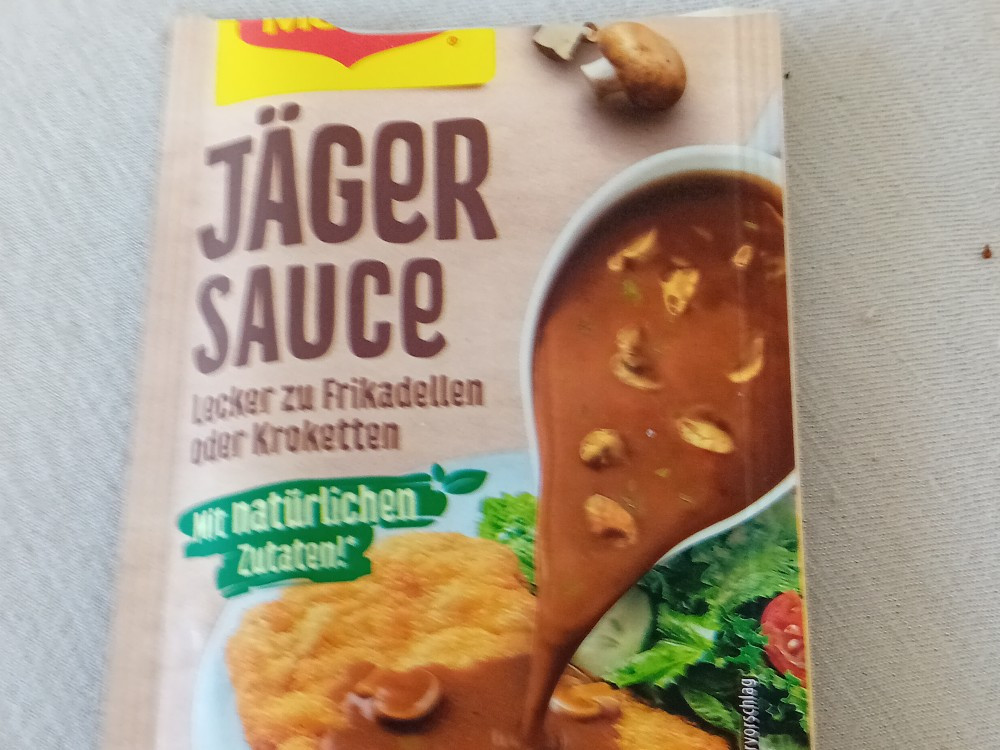 ®
JÄGER
SAUCE
Lecker zu Frikadellen
oder Kroketten
Mit natürlichen
Zutaten!*